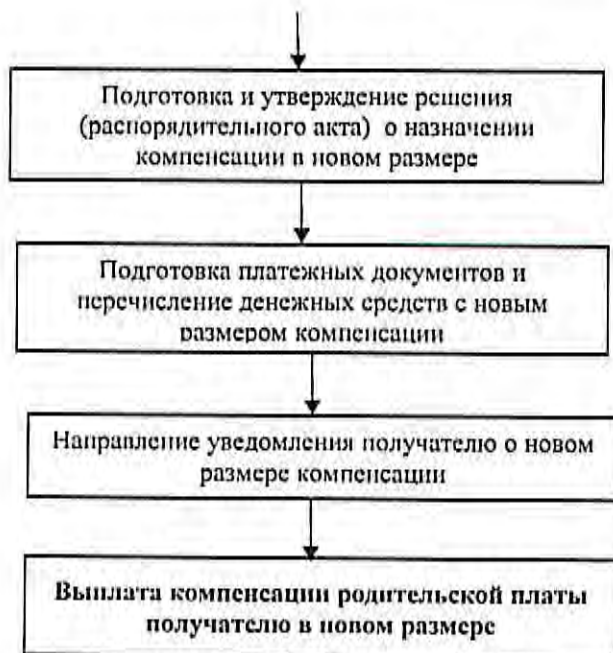 Подготовка и утверждение решения
(распорядительного акта) о назначении
компенсации в новом размере
Подготовка платежных документов и
перечисление денежных средств с новым
размером компенсации
Направление уведомления получателю о новом
размере компенсации
Выплата компенсации родительской платы
получателю в новом размере